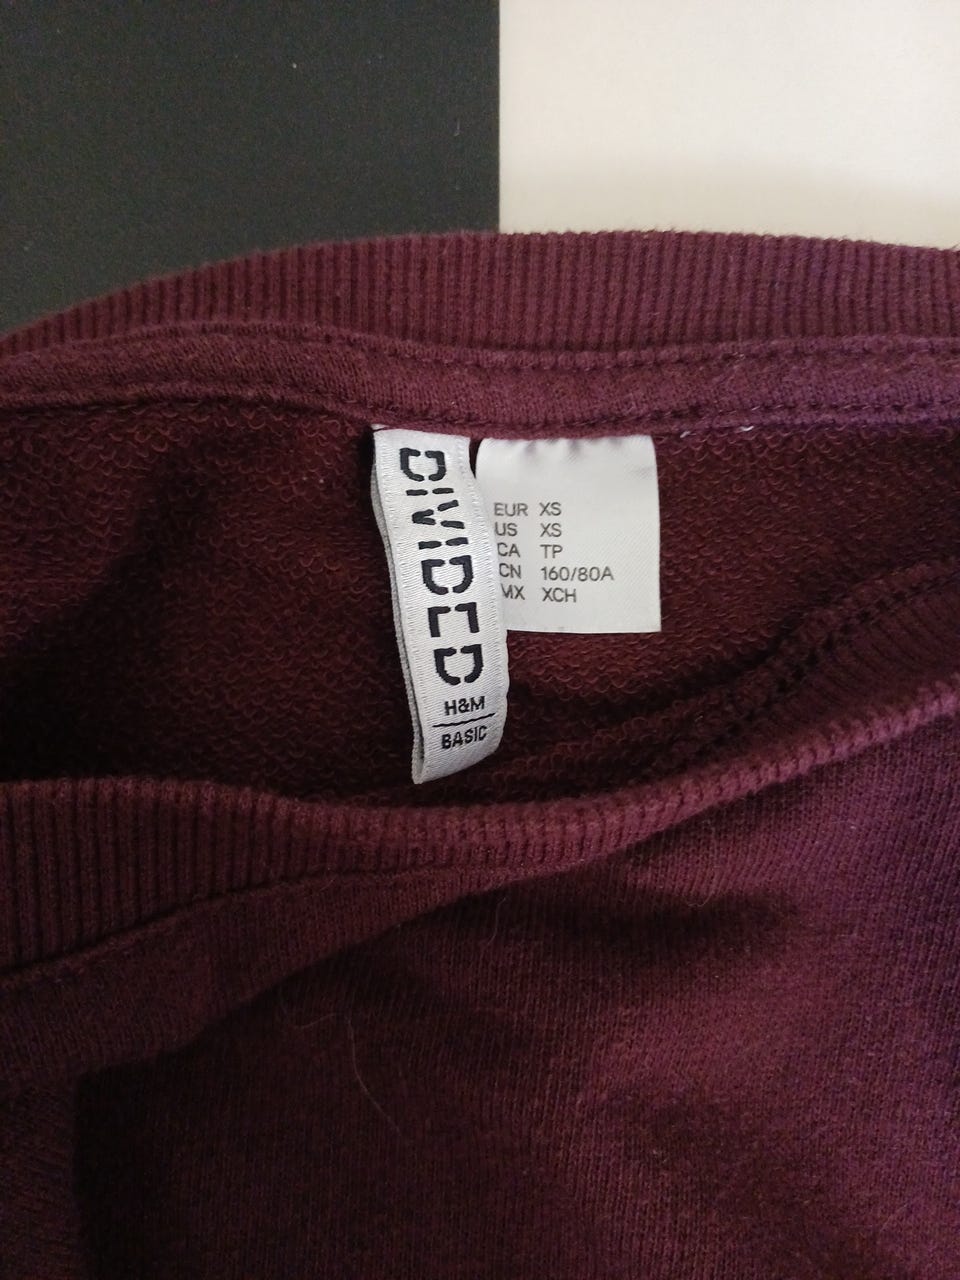 DIVIDED
H&M
BASIC
EUR XS
US XS
CA TP
CN 160/80A
MX XCH